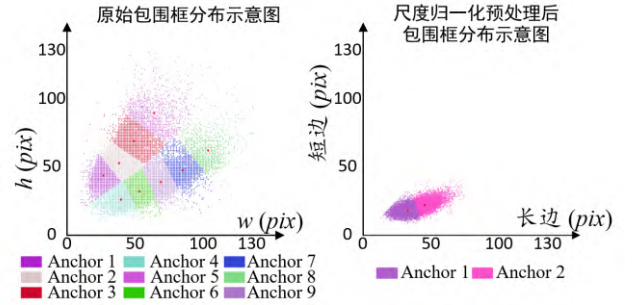 原始包围框分布示意图
130
100
50
0
h (pix)
w (pix)
0 50 100 130
Anchor 1 Anchor 4 Anchor 7
Anchor 2 Anchor 5 Anchor 8
Anchor 3 Anchor 6 Anchor 9
尺度归一化预处理后
包围框分布示意图
130
100
50
0
短边 (pix)
长边 (pix)
0 50 100 130
Anchor 1 Anchor 2